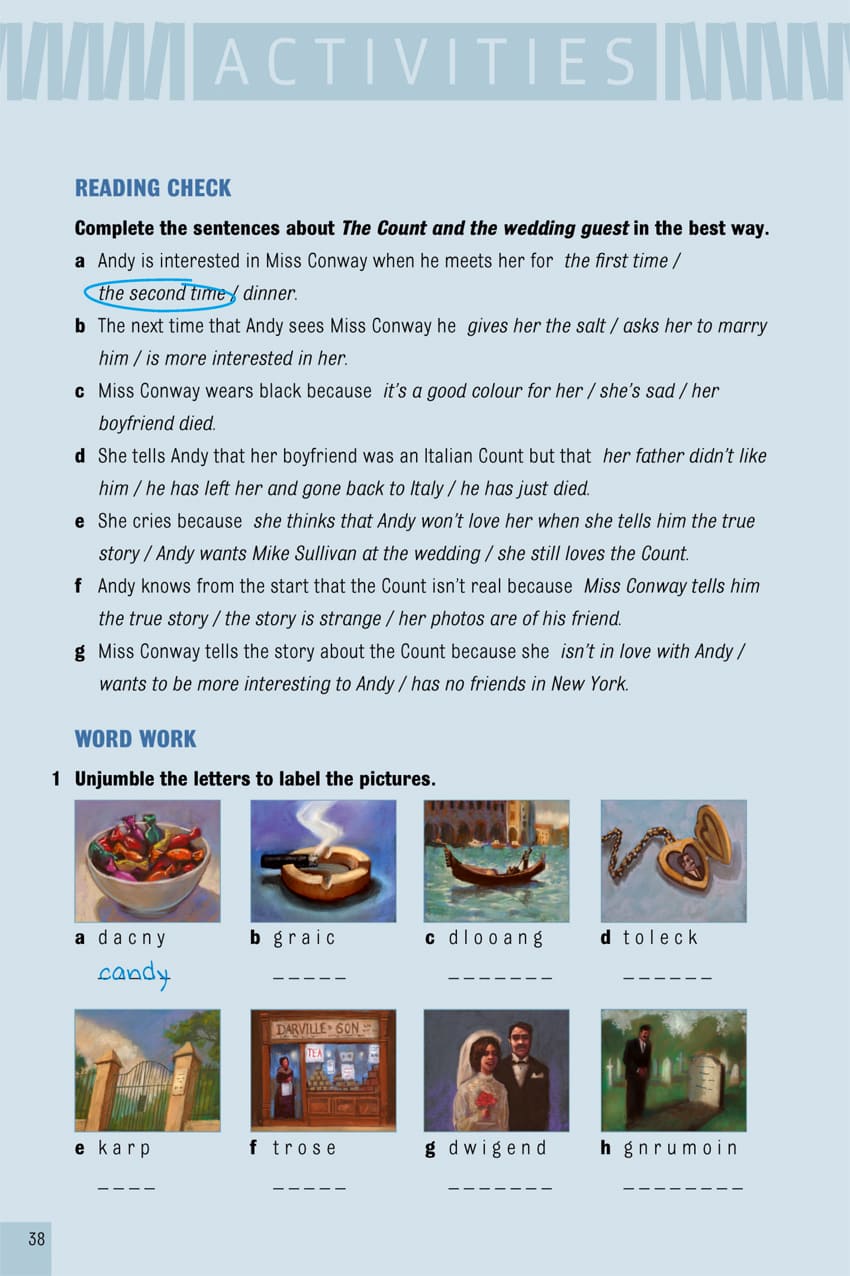 ACTIVITIES
READING CHECK
Complete the sentences about The Count and the wedding guest in the best way.
a Andy is interested in Miss Conway when he meets her for the first time /
the second time / dinner.
b The next time that Andy sees Miss Conway he gives her the salt / asks her to marry
him / is more interested in her.
c Miss Conway wears black because it's a good colour for her / she's sad / her
boyfriend died.
d She tells Andy that her boyfriend was an Italian Count but that her father didn't like
him / he has left her and gone back to Italy / he has just died.
e She cries because she thinks that Andy won't love her when she tells him the true
story / Andy wants Mike Sullivan at the wedding / she still loves the Count.
f Andy knows from the start that the Count isn't real because Miss Conway tells him
the true story / the story is strange / her photos are of his friend.
g Miss Conway tells the story about the Count because she isn't in love with Andy /
wants to be more interesting to Andy / has no friends in New York.
WORD WORK
1 Unjumble the letters to label the pictures.
a dacny b graic c dlooang d toleck
candy _ _ _ _ _ _ _ _ _ _ _ _ _ _ _ _ _ _
DARVILLE & SON
TEA
e karp f trose g dwigend h gnrumoin
_ _ _ _ _ _ _ _ _ _ _ _ _ _ _ _ _ _ _ _ _ _ _ _
38